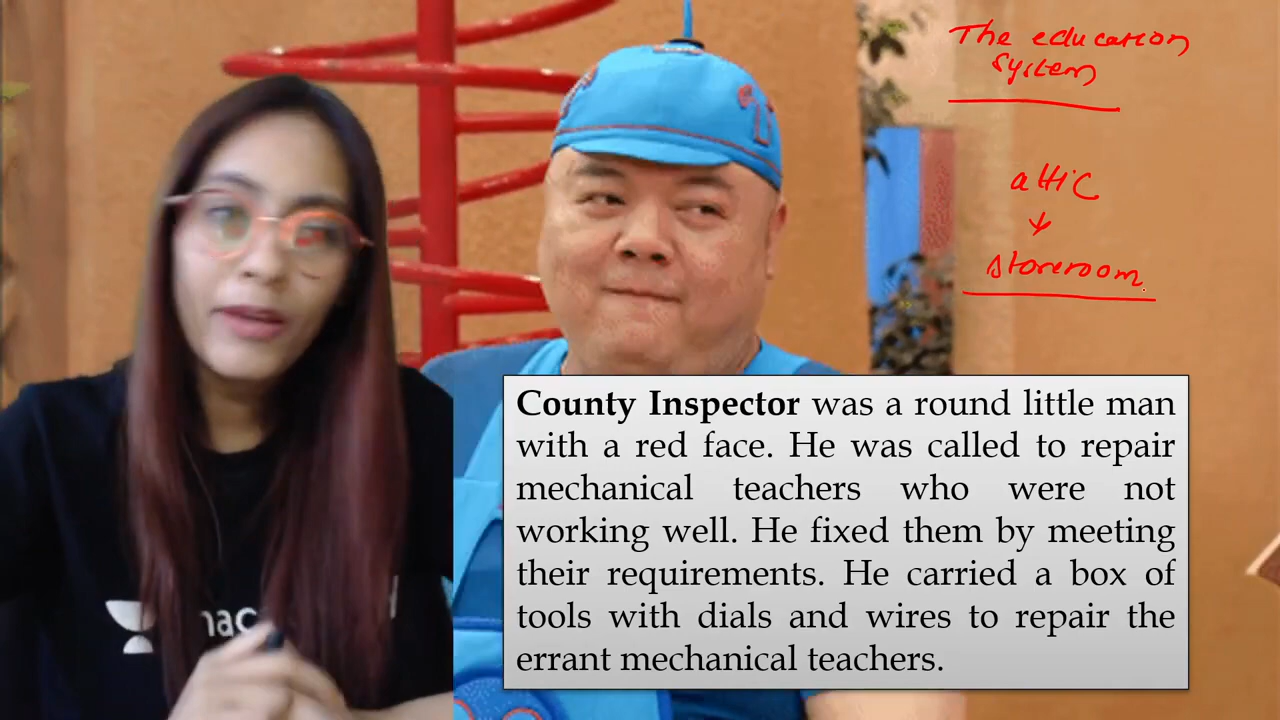 The education
system
attic
storeroom
County Inspector was a round little man
with a red face. He was called to repair
mechanical teachers who were not
working well. He fixed them by meeting
their requirements. He carried a box of
tools with dials and wires to repair the
errant mechanical teachers.